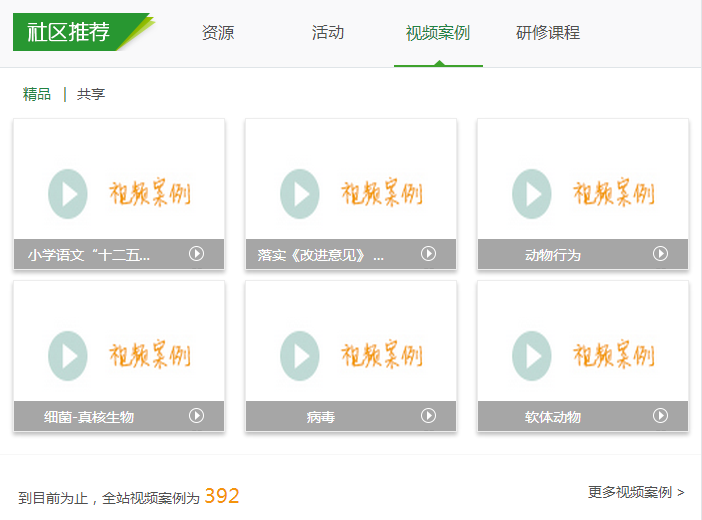 社区推荐 资源 活动 视频案例 研修课程
精品 共享
视频案例 视频案例 视频案例
小学语文“十二五... 落实《改进意见》... 动物行为
视频案例 视频案例 视频案例
细菌-真核生物 病毒 软体动物
到目前为止，全站视频案例为 392 更多视频案例 >